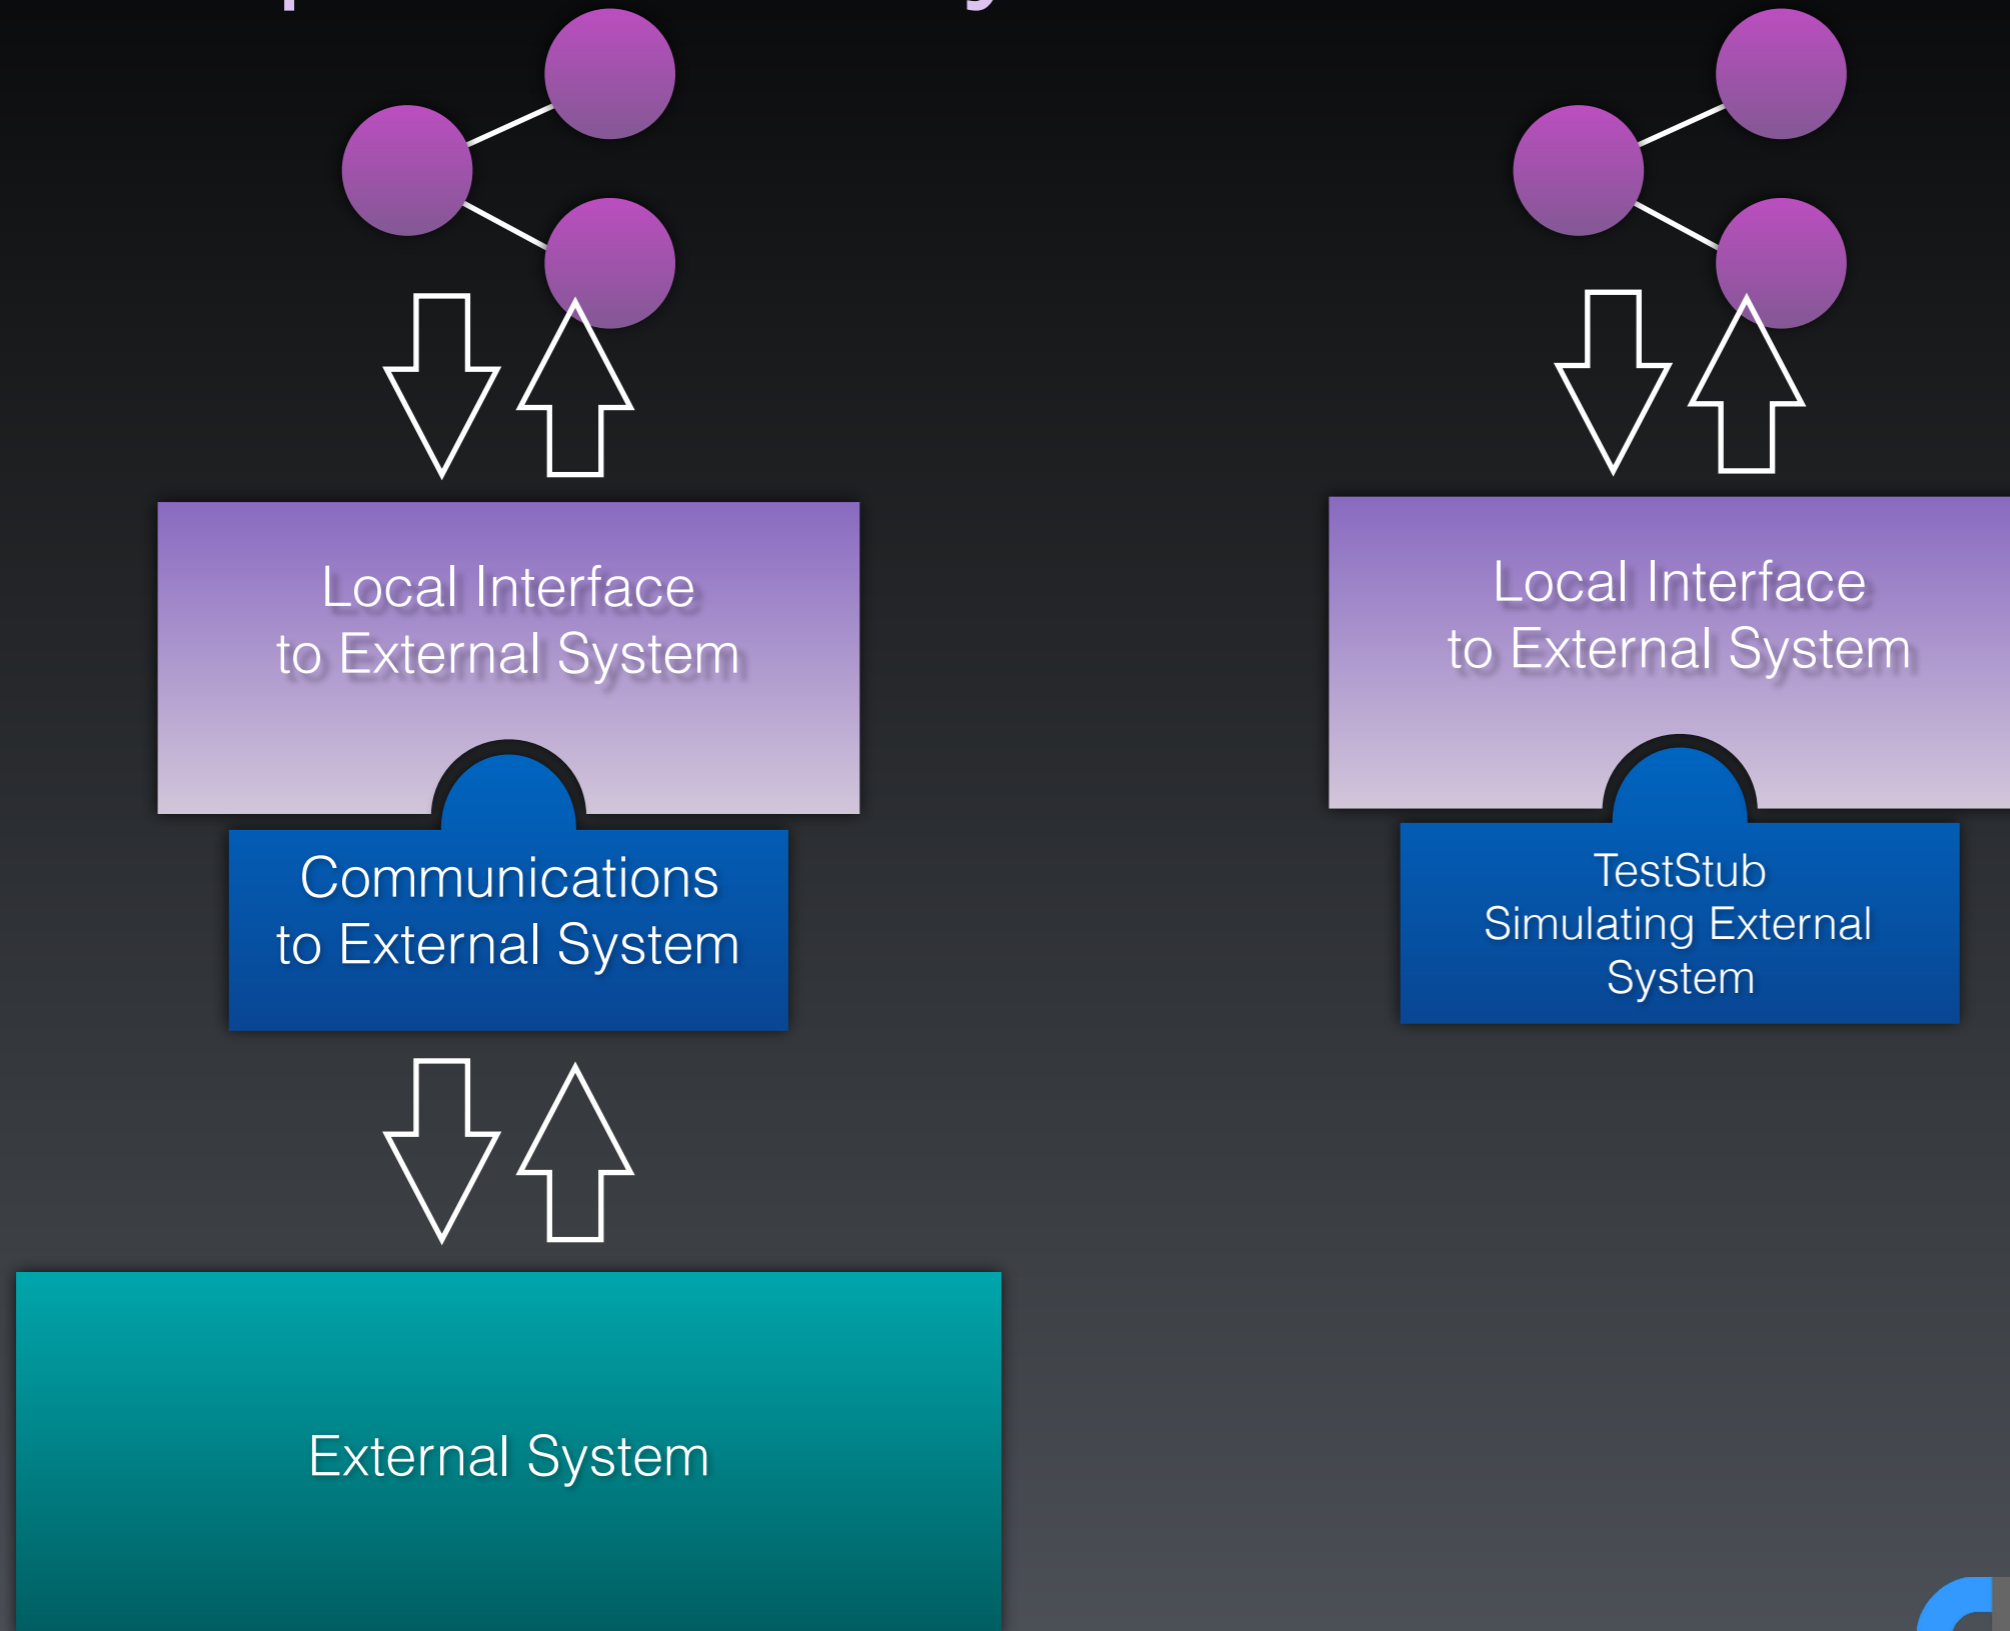 Local Interface
to External System
Communications
to External System
External System
Local Interface
to External System
TestStub
Simulating External
System